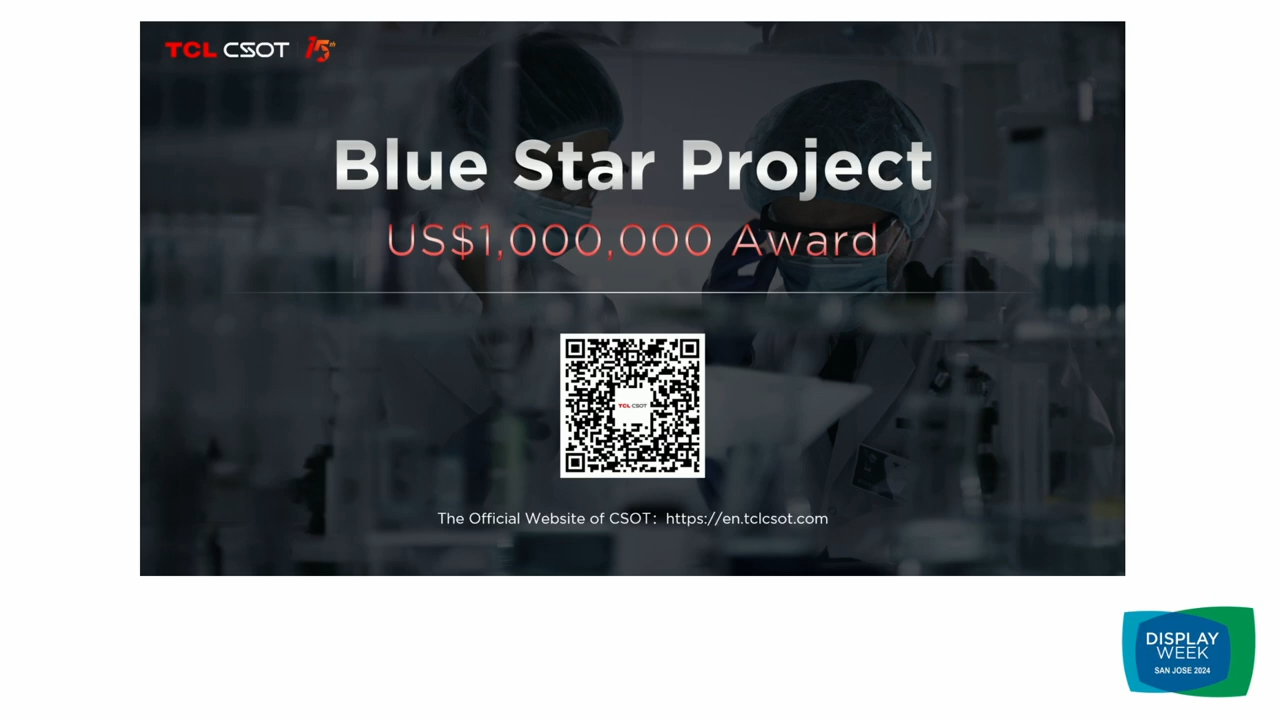 TCL CSOT 15th
Blue Star Project
US$1,000,000 Award
TCL CSOT
The Official Website of CSOT: https://en.tclcsot.com
DISPLAY
WEEK
SAN JOSE 2024